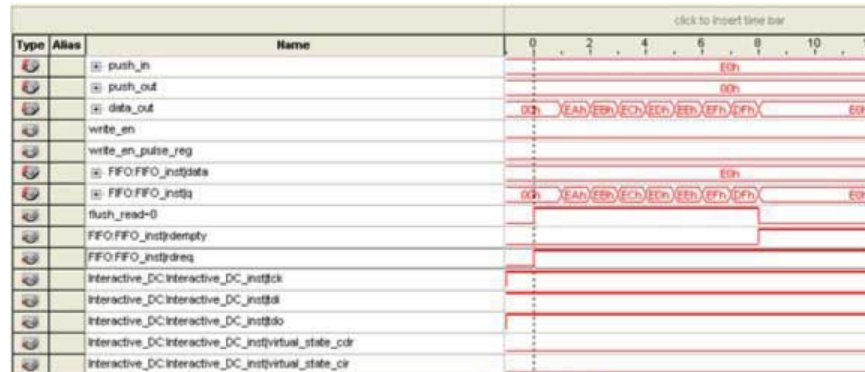 click to insert time bar
Type Alias Name 0 2 4 6 8 10
push_in E0h
push_out 00h
data_out 00h EAh EBh ECh EDh EEh EFh DFh E0
write_en
write_en_pulse_reg
FIFO:FIFO_inst|data E0h
FIFO:FIFO_inst|q 00h EAh EBh ECh EDh EEh EFh DFh E0
flush_read~0
FIFO:FIFO_inst|rdempty
FIFO:FIFO_inst|rdreq
Interactive_DC:Interactive_DC_inst|tck
Interactive_DC:Interactive_DC_inst|tdi
Interactive_DC:Interactive_DC_inst|tdo
Interactive_DC:Interactive_DC_inst|virtual_state_cdr
Interactive_DC:Interactive_DC_inst|virtual_state_cir